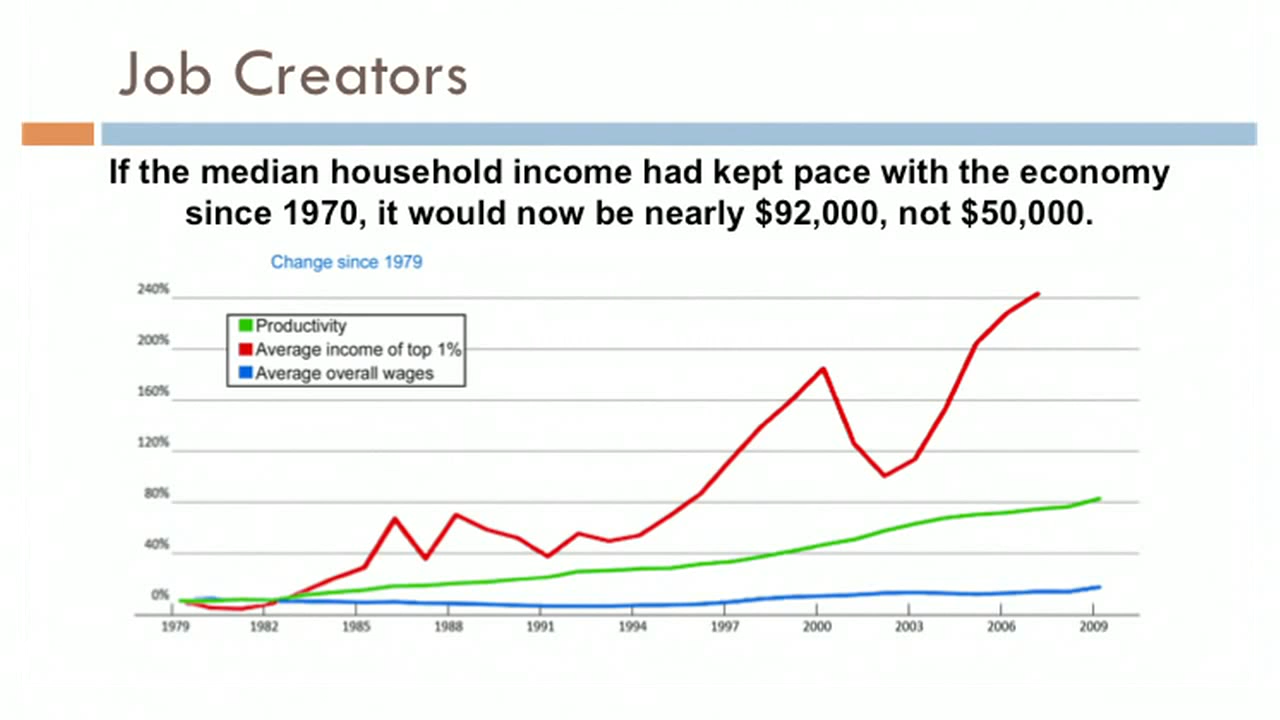 Job Creators
If the median household income had kept pace with the economy
since 1970, it would now be nearly $92,000, not $50,000.
Change since 1979
240%
Productivity
200%
Average income of top 1%
Average overall wages
160%
120%
80%
40%
0%
1979 1982 1985 1988 1991 1994 1997 2000 2003 2006 2009